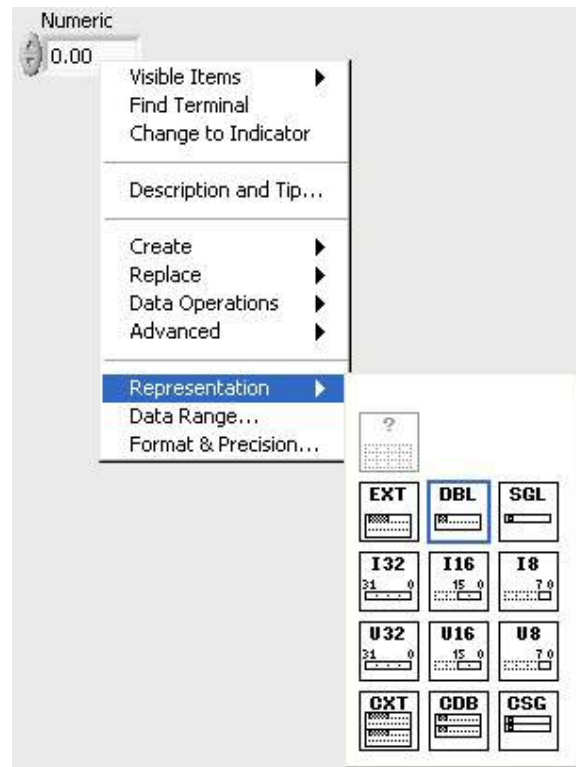 Numeric
0.00
Visible Items
Find Terminal
Change to Indicator
Description and Tip...
Create
Replace
Data Operations
Advanced
Representation
Data Range...
Format & Precision...
?
EXT DBL SGL
I32 I16 I8
31 0 15 0 7 0
U32 U16 U8
31 0 15 0 7 0
CXT CDB CSG